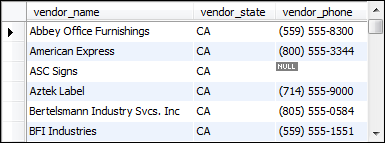 vendor_name vendor_state vendor_phone
Abbey Office Furnishings CA (559) 555-8300
American Express CA (800) 555-3344
ASC Signs CA NULL
Aztek Label CA (714) 555-9000
Bertelsmann Industry Svcs. Inc CA (805) 555-0584
BFI Industries CA (559) 555-1551